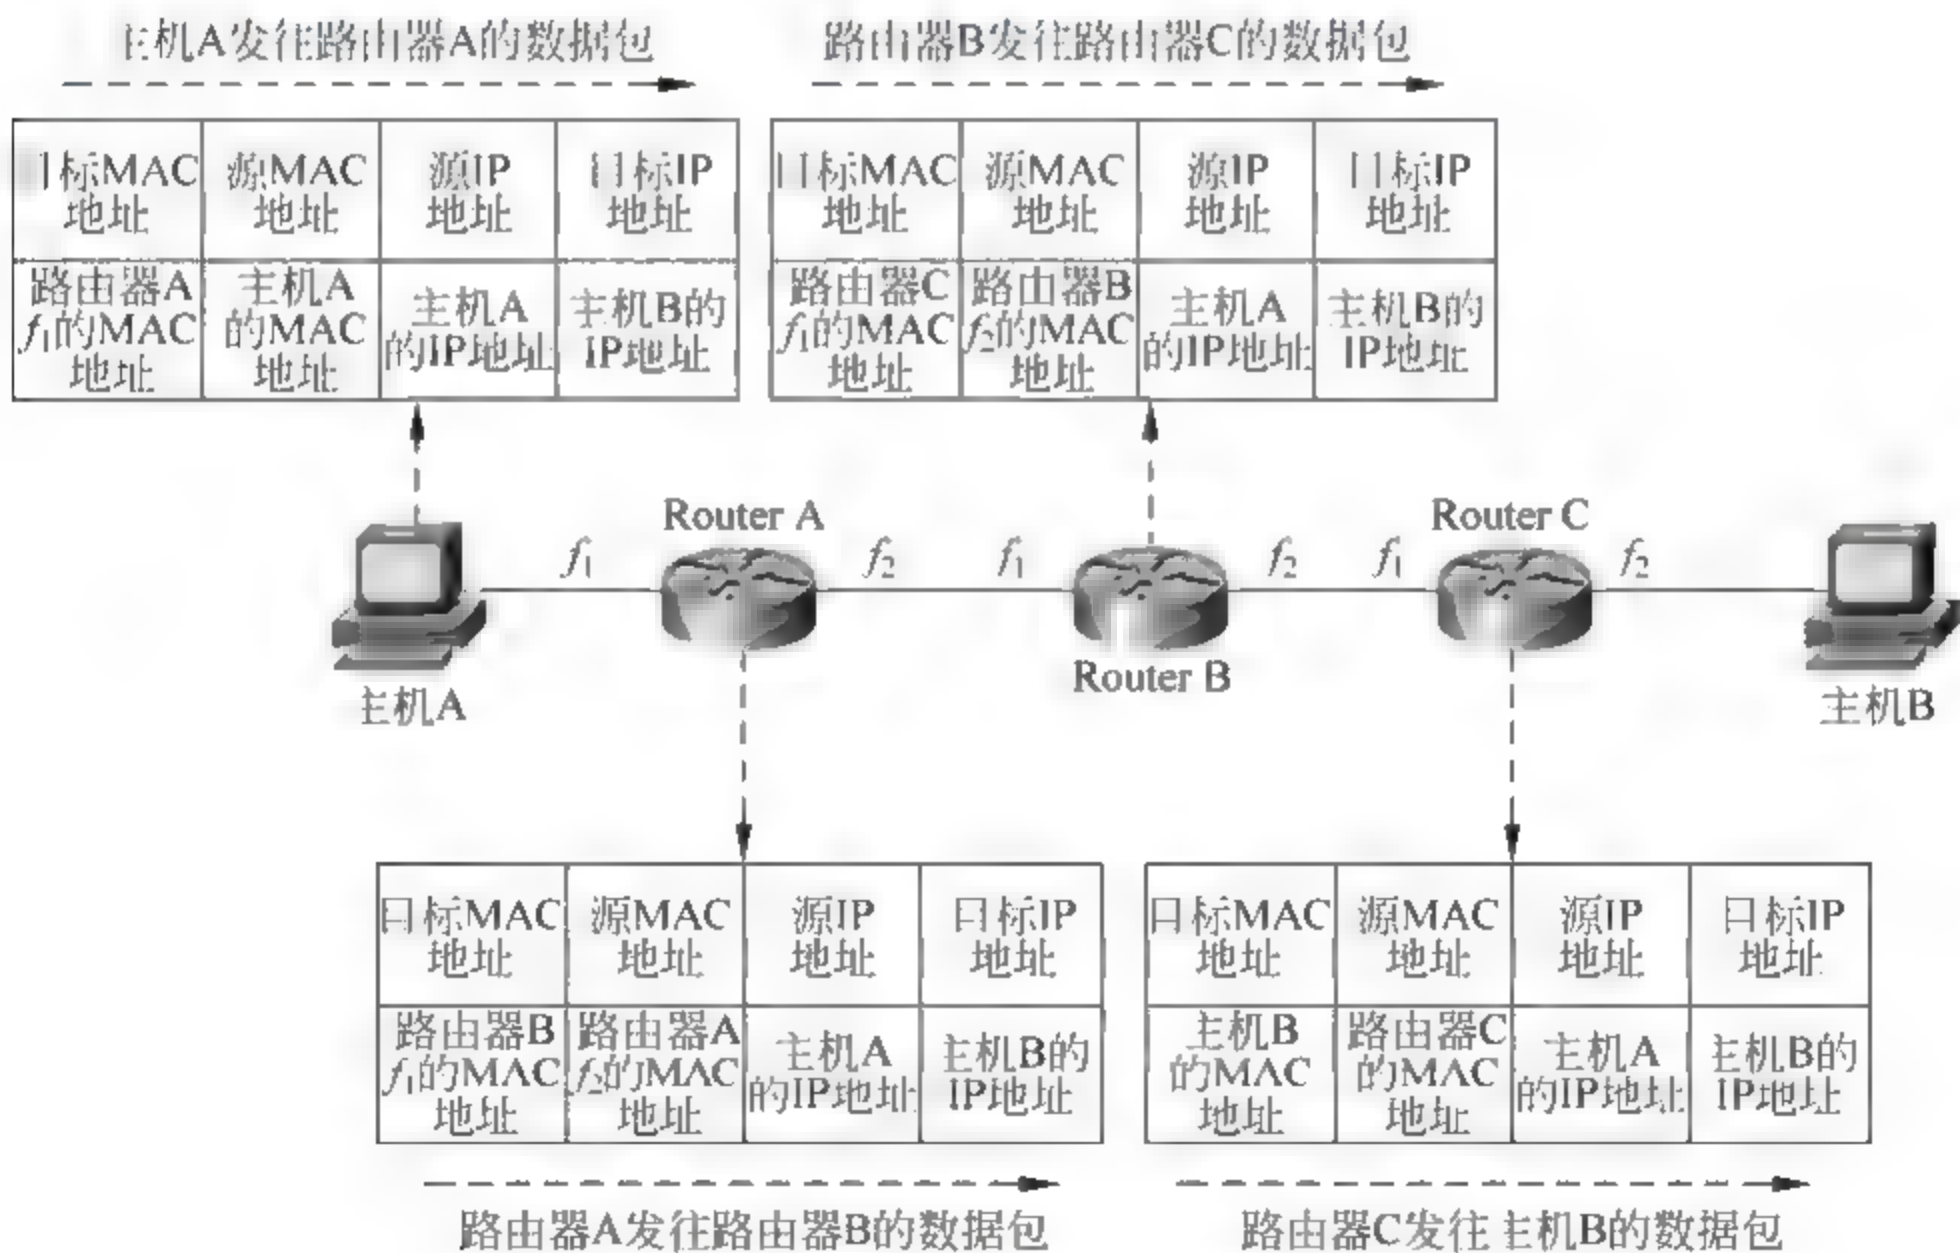 主机A发往路由器A的数据包
路由器B发往路由器C的数据包
目标MAC 源MAC 源IP 目标IP
地址 地址 地址 地址
路由器A 主机A 主机A 主机B的
f1的MAC 的MAC 的IP地址 IP地址
地址 地址
目标MAC 源MAC 源IP 目标IP
地址 地址 地址 地址
路由器C 路由器B 主机A 主机B的
f1的MAC f2的MAC 的IP地址 IP地址
地址 地址
Router A
Router C
f1 f2 f1 f2 f1 f2
Router B
主机A
主机B
目标MAC 源MAC 源IP 目标IP
地址 地址 地址 地址
路由器B 路由器A 主机A 主机B的
f1的MAC f2的MAC 的IP地址 IP地址
地址 地址
目标MAC 源MAC 源IP 目标IP
地址 地址 地址 地址
主机B 路由器C 主机A 主机B的
的MAC 的MAC 的IP地址 IP地址
地址 地址
路由器A发往路由器B的数据包
路由器C发往主机B的数据包